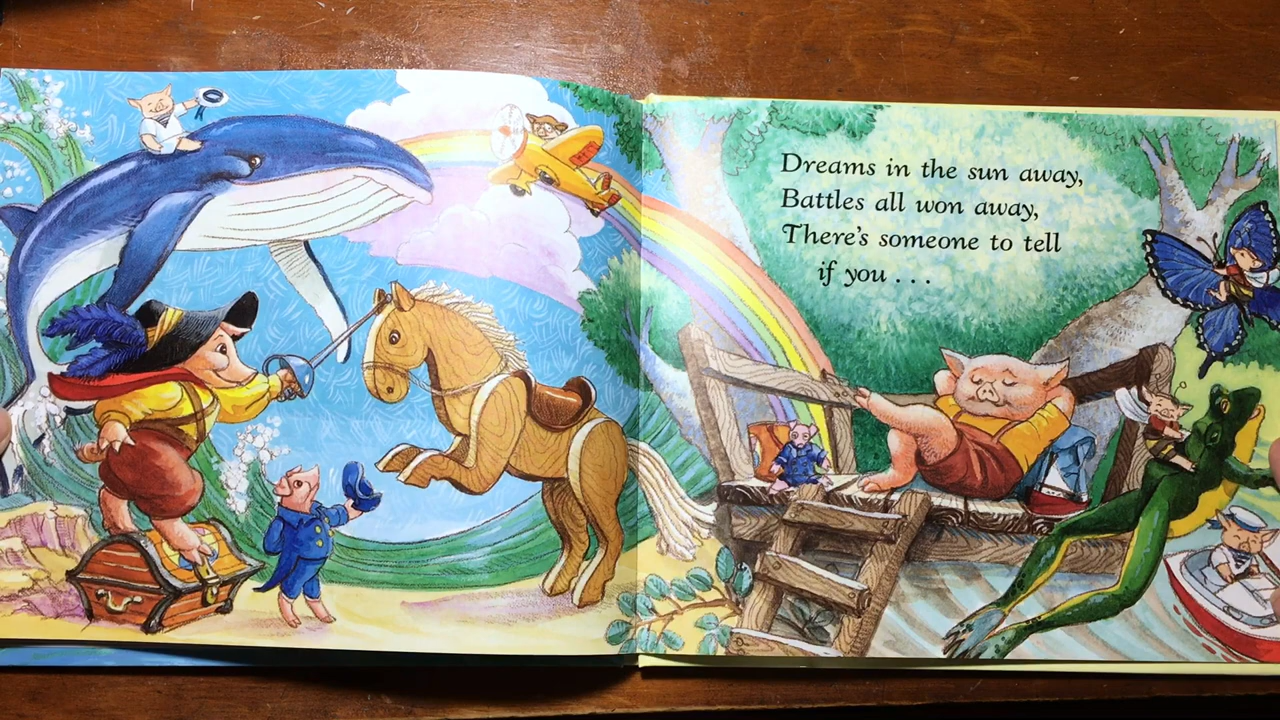 Dreams in the sun away,
Battles all won away,
There's someone to tell
if you . . .